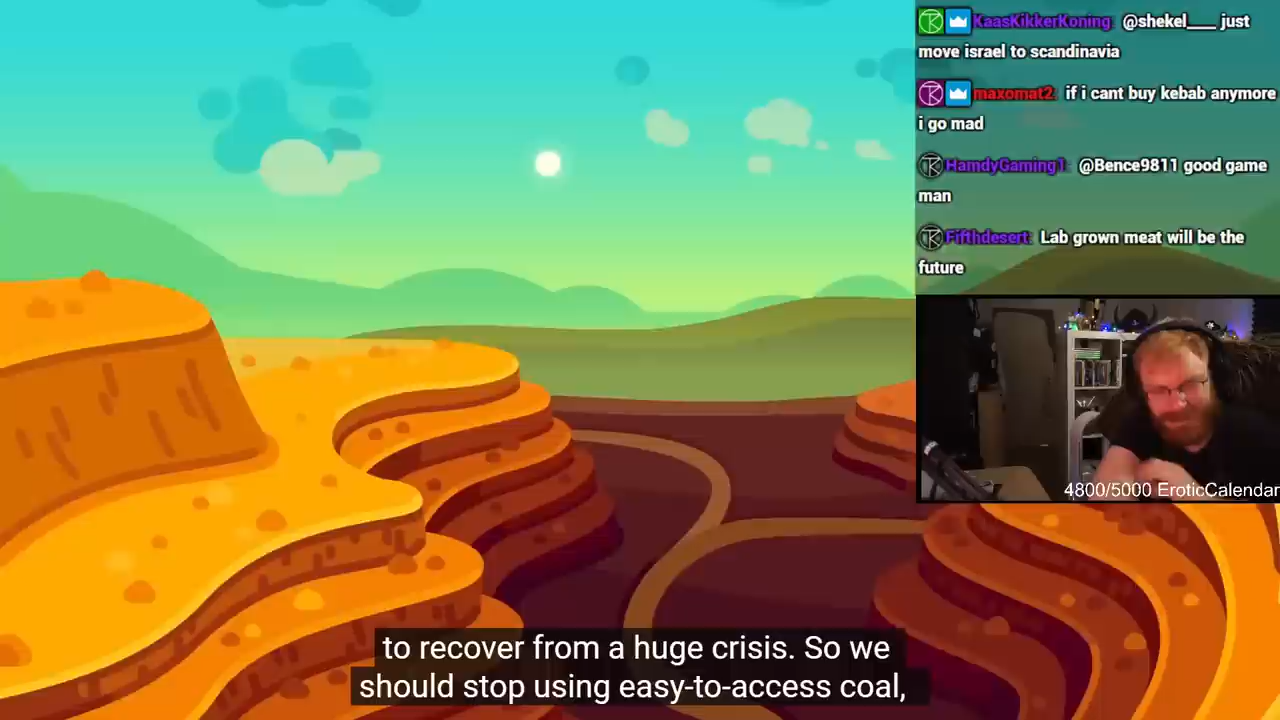 KaasKikkerKoning: @shekel___ just
move israel to scandinavia
maxomat2: if i cant buy kebab anymore
i go mad
HamdyGaming1: @Bence9811 good game
man
Fifthdesert: Lab grown meat will be the
future
4800/5000 EroticCalendar
to recover from a huge crisis. So we
should stop using easy-to-access coal,